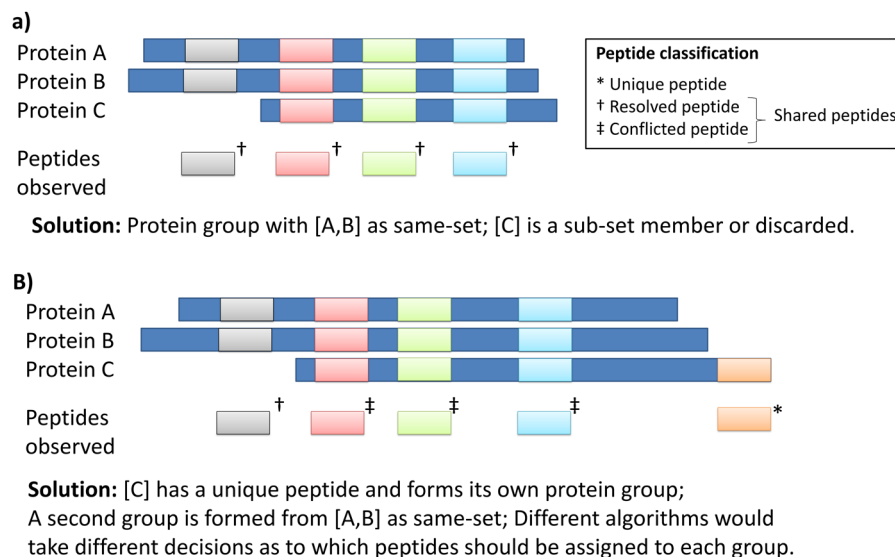 a)
Protein A
Protein B
Protein C
Peptides
observed
† † † †
Peptide classification
* Unique peptide
† Resolved peptide
‡ Conflicted peptide
Shared peptides
Solution: Protein group with [A,B] as same-set; [C] is a sub-set member or discarded.
B)
Protein A
Protein B
Protein C
Peptides
observed
† ‡ ‡ ‡ *
Solution: [C] has a unique peptide and forms its own protein group;
A second group is formed from [A,B] as same-set; Different algorithms would
take different decisions as to which peptides should be assigned to each group.